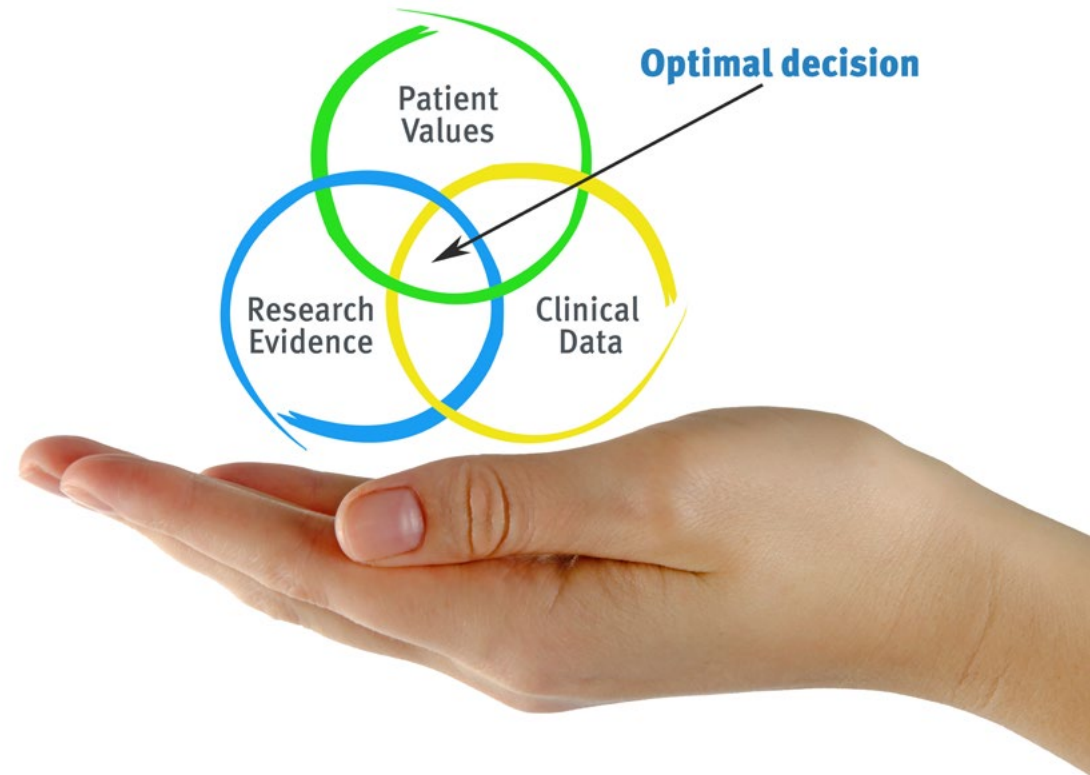 Optimal decision
Patient
Values
Research
Evidence
Clinical
Data